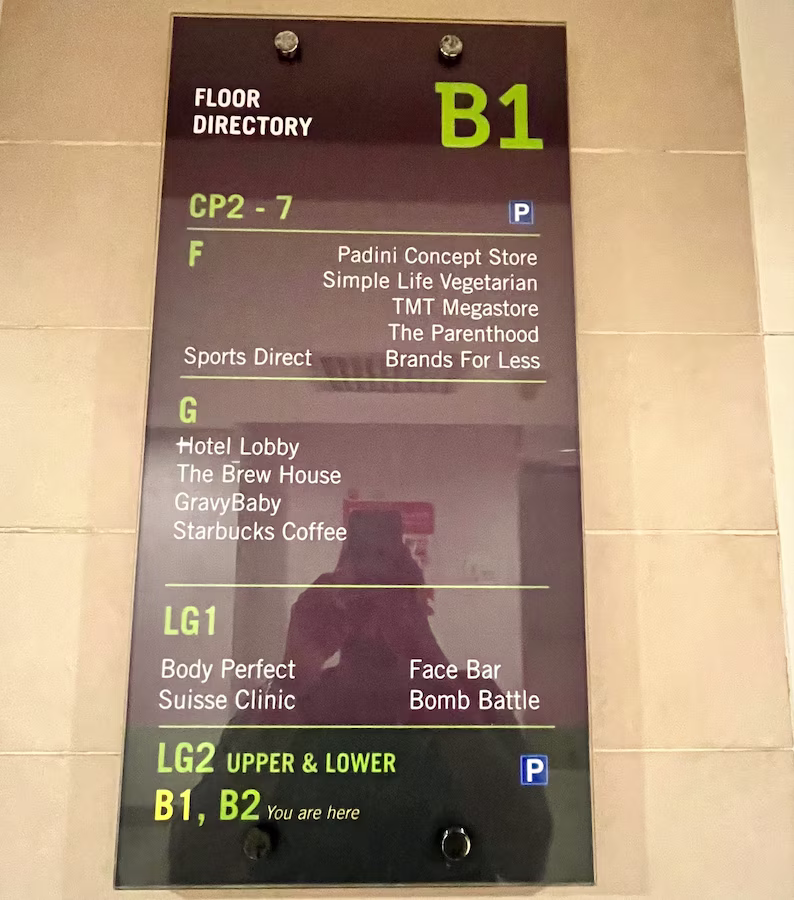 FLOOR
DIRECTORY
B1
CP2 - 7
P
F
Padini Concept Store
Simple Life Vegetarian
TMT Megastore
The Parenthood
Sports Direct Brands For Less
G
Hotel Lobby
The Brew House
GravyBaby
Starbucks Coffee
LG1
Body Perfect Face Bar
Suisse Clinic Bomb Battle
LG2 UPPER & LOWER
P
B1, B2 You are here